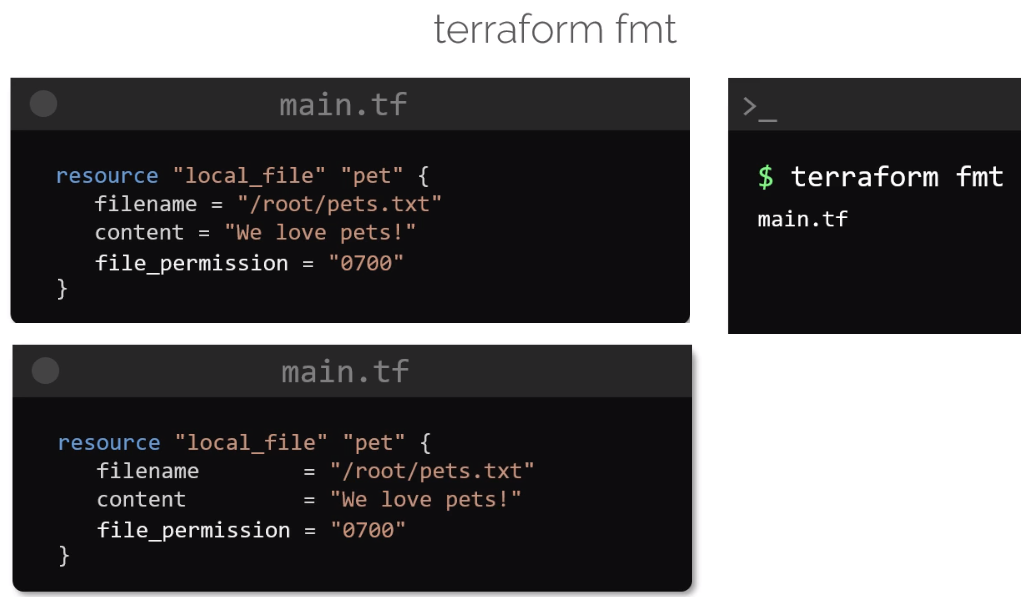 terraform fmt
main.tf
resource "local_file" "pet" {
   filename = "/root/pets.txt"
   content = "We love pets!"
   file_permission = "0700"
}
>_
$ terraform fmt
main.tf
main.tf
resource "local_file" "pet" {
   filename        = "/root/pets.txt"
   content         = "We love pets!"
   file_permission = "0700"
}